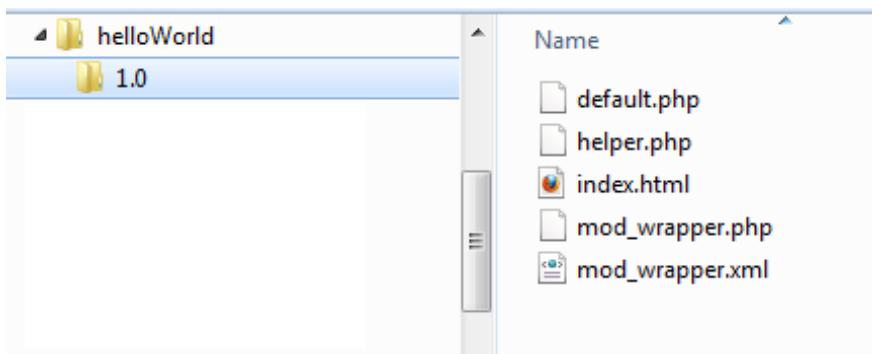 helloWorld
1.0
Name
default.php
helper.php
index.html
mod_wrapper.php
mod_wrapper.xml